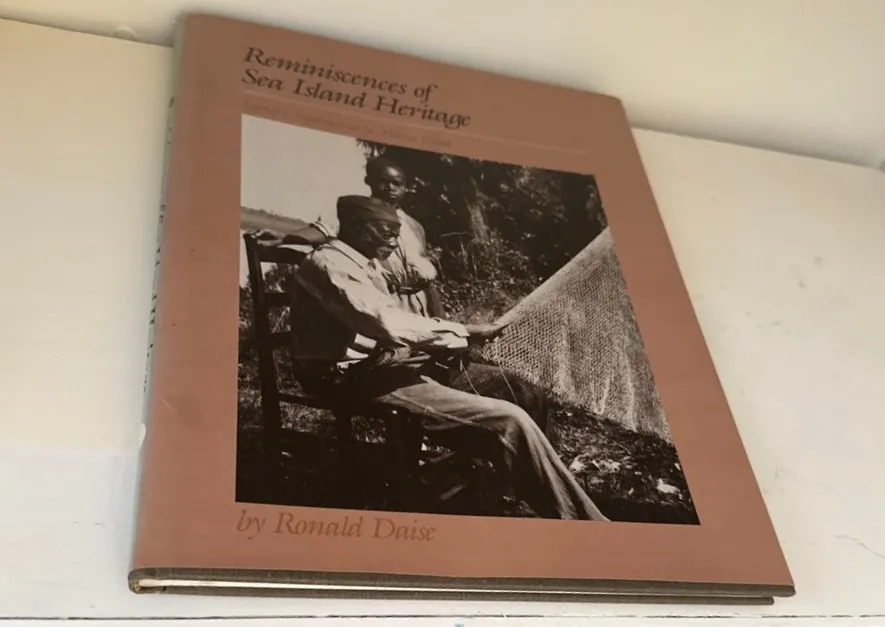 Reminiscences of
Sea Island Heritage
by Ronald Daise